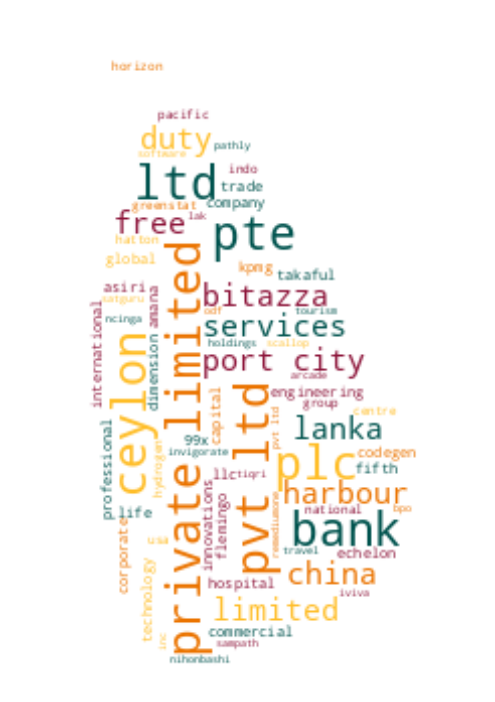 horizon
pacific
duty
pathly
software
indo
ltd
trade
greenstat
company
free
lak
pte
hatton
global
kpmg
takaful
asiri
satguru
amana
bitazza
odf
tourism
international
ncinga
services
private limited
ceylon
dimension
holdings
scallop
port city
arcade
engineering
group
capital
pvt ltd
pvt ltd
centre
lanka
professional
99x
invigorate
hydrogen
plc
codegen
fifth
llc
tiqri
harbour
innovations
flemingo
remediumone
national
bpo
life
bank
corporate
usa
travel
echelon
technology
china
hospital
iviva
limited
inc
commercial
sampath
nihonbashi